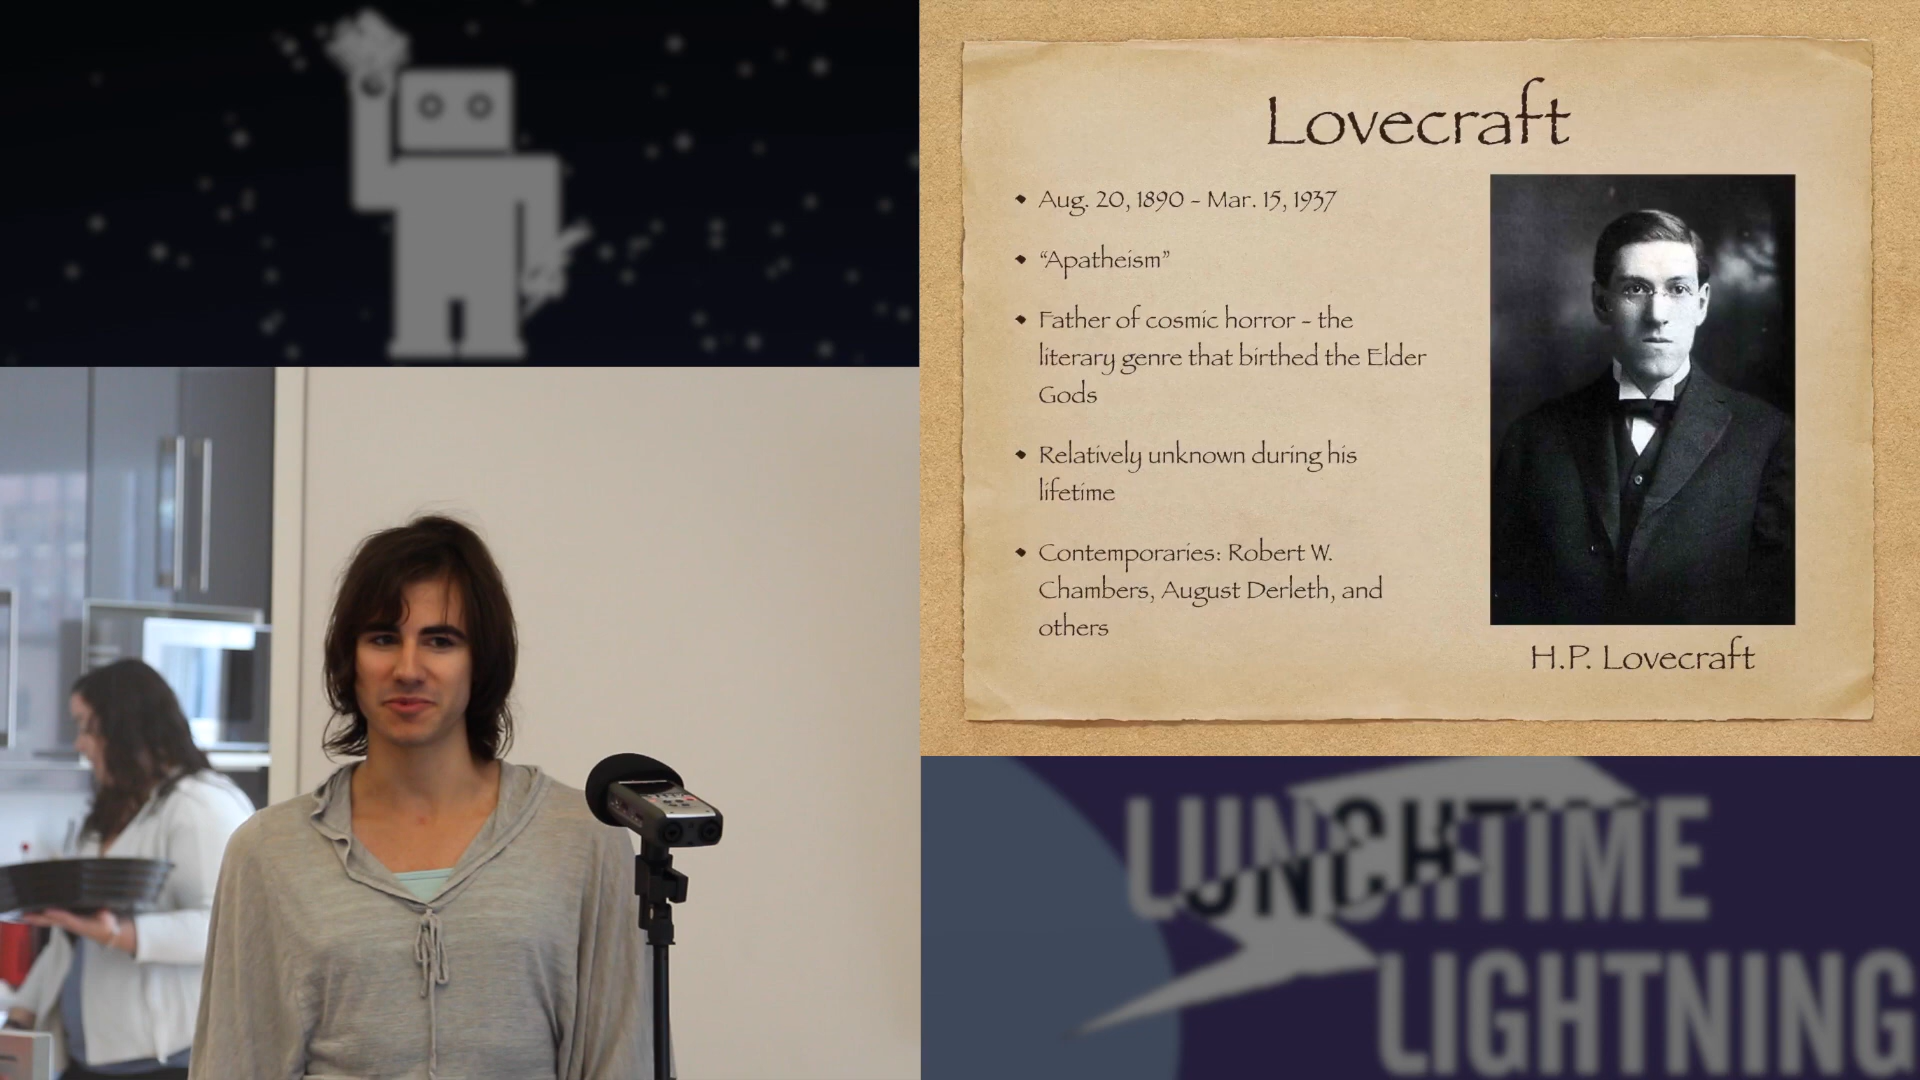 Lovecraft
• Aug. 20, 1890 - Mar. 15, 1937
• “Apatheism”
• Father of cosmic horror - the
literary genre that birthed the Elder
Gods
• Relatively unknown during his
lifetime
• Contemporaries: Robert W.
Chambers, August Derleth, and
others
H.P. Lovecraft
LUNCHTIME
LIGHTNING